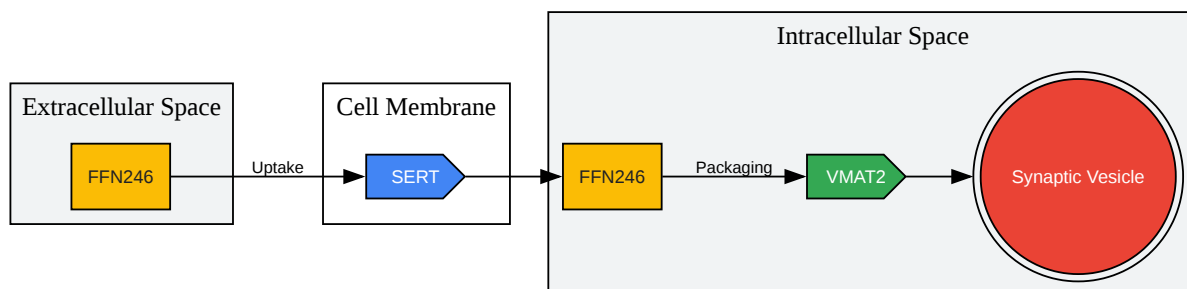 Intracellular Space
Extracellular Space
Cell Membrane
FFN246
Uptake
SERT
FFN246
Packaging
VMAT2
Synaptic Vesicle